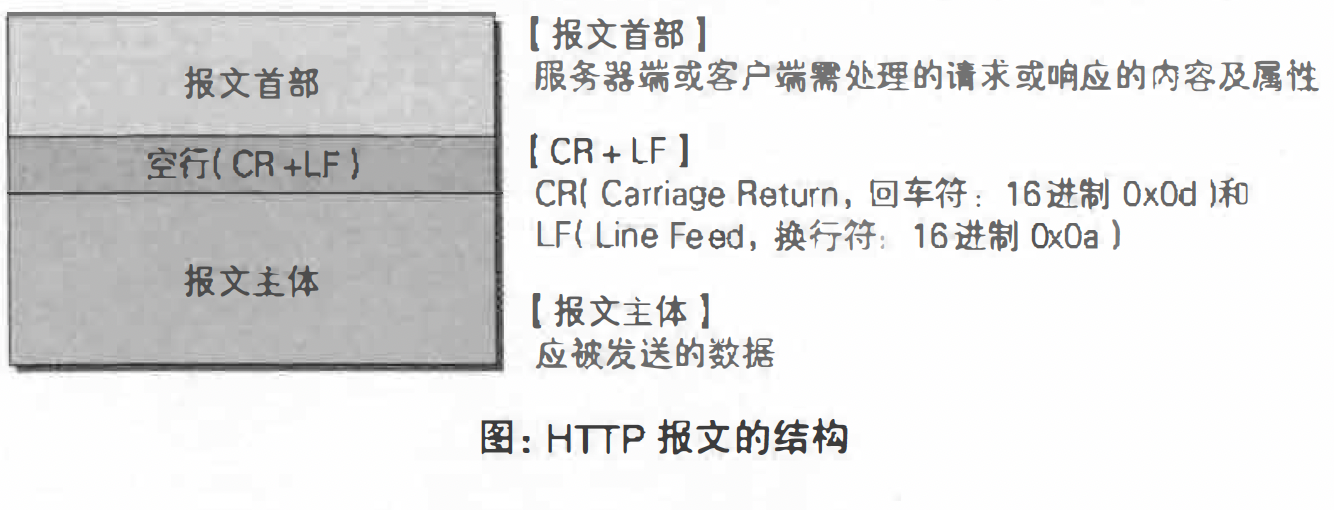 报文首部
空行(CR+LF)
报文主体
【报文首部】
服务器端或客户端需处理的请求或响应的内容及属性
【CR+LF】
CR(Carriage Return,回车符:16进制 0x0d)和
LF(Line Feed,换行符:16进制 0x0a)
【报文主体】
应被发送的数据
图:HTTP 报文的结构